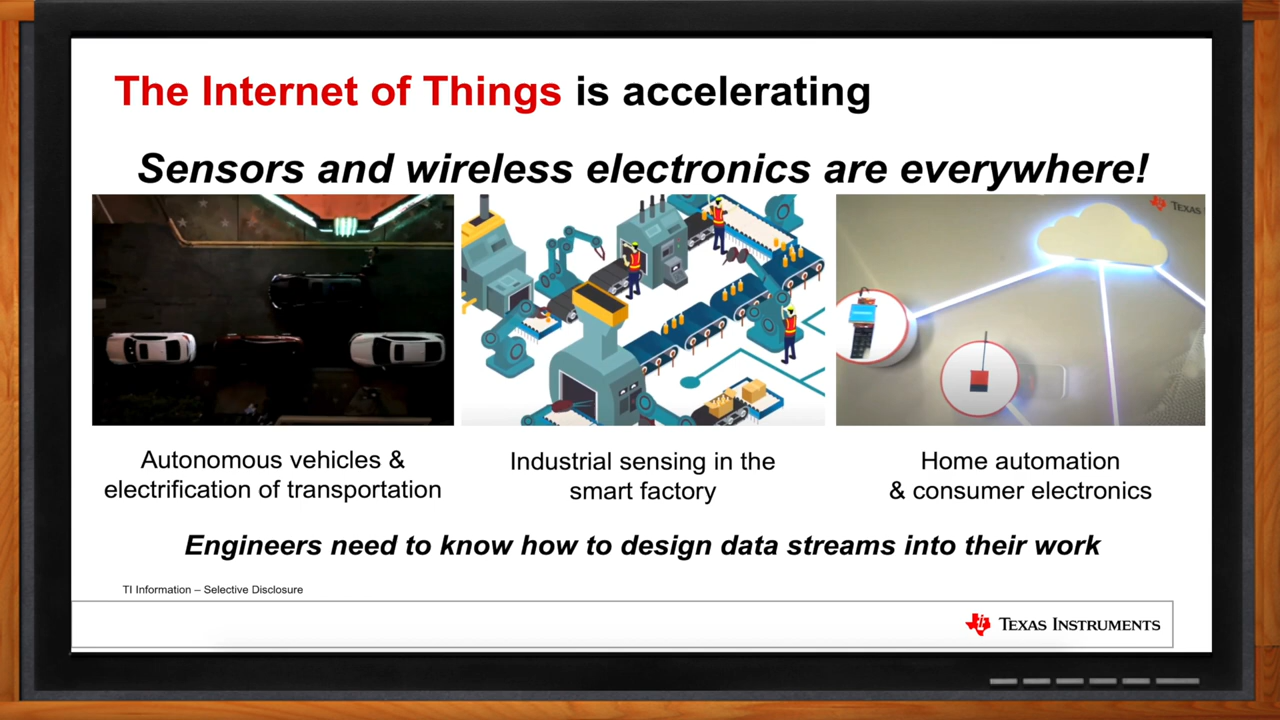 The Internet of Things is accelerating
Sensors and wireless electronics are everywhere!
TEXAS
Autonomous vehicles &
electrification of transportation
Industrial sensing in the
smart factory
Home automation
& consumer electronics
Engineers need to know how to design data streams into their work
TI Information – Selective Disclosure
TEXAS INSTRUMENTS